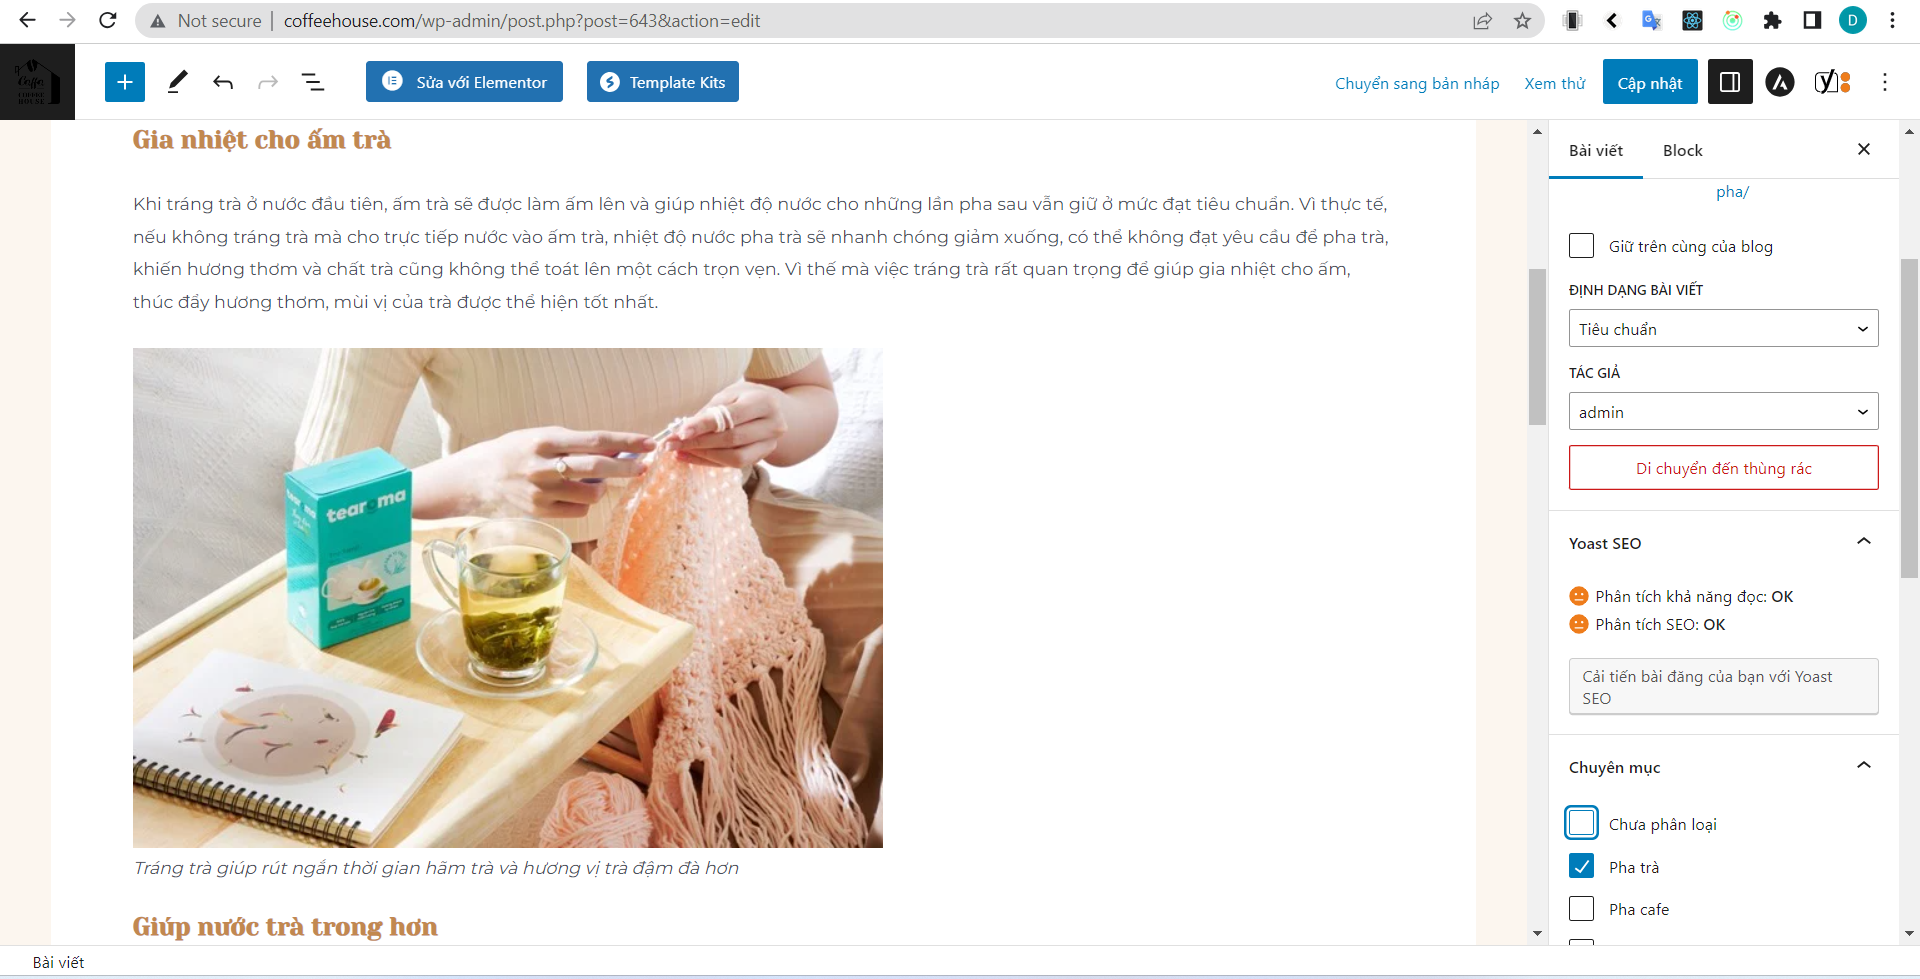 Not secure
coffeehouse.com/wp-admin/post.php?post=643&action=edit
D
Coffe
COFFEE
HOUSE
Sửa với Elementor
Template Kits
Chuyển sang bản nháp
Xem thử
Cập nhật
Gia nhiệt cho ấm trà
Khi tráng trà ở nước đầu tiên, ấm trà sẽ được làm ấm lên và giúp nhiệt độ nước cho những lần pha sau vẫn giữ ở mức đạt tiêu chuẩn. Vì thực tế,
nếu không tráng trà mà cho trực tiếp nước vào ấm trà, nhiệt độ nước pha trà sẽ nhanh chóng giảm xuống, có thể không đạt yêu cầu để pha trà,
khiến hương thơm và chất trà cũng không thể toát lên một cách trọn vẹn. Vì thế mà việc tráng trà rất quan trọng để giúp gia nhiệt cho ấm,
thúc đẩy hương thơm, mùi vị của trà được thể hiện tốt nhất.
tearoma
Tráng trà giúp rút ngắn thời gian hãm trà và hương vị trà đậm đà hơn
Giúp nước trà trong hơn
Bài viết
Block
pha/
Giữ trên cùng của blog
ĐỊNH DẠNG BÀI VIẾT
Tiêu chuẩn
TÁC GIẢ
admin
Di chuyển đến thùng rác
Yoast SEO
Phân tích khả năng đọc: OK
Phân tích SEO: OK
Cải tiến bài đăng của bạn với Yoast
SEO
Chuyên mục
Chưa phân loại
Pha trà
Pha cafe
Bài viết